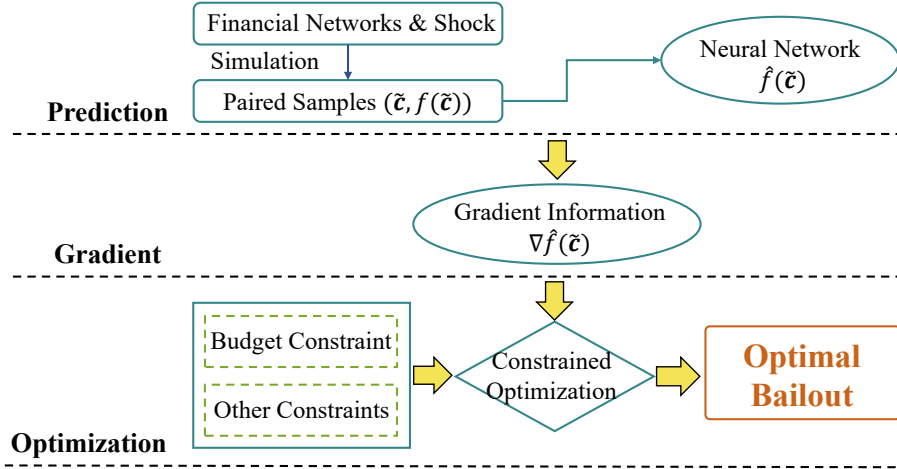 Financial Networks & Shock
Simulation
Paired Samples (c̃, f(c̃))
Neural Network
f̂(c̃)
Prediction
Gradient Information
∇f̂(c̃)
Gradient
Budget Constraint
Other Constraints
Constrained
Optimization
Optimal
Bailout
Optimization